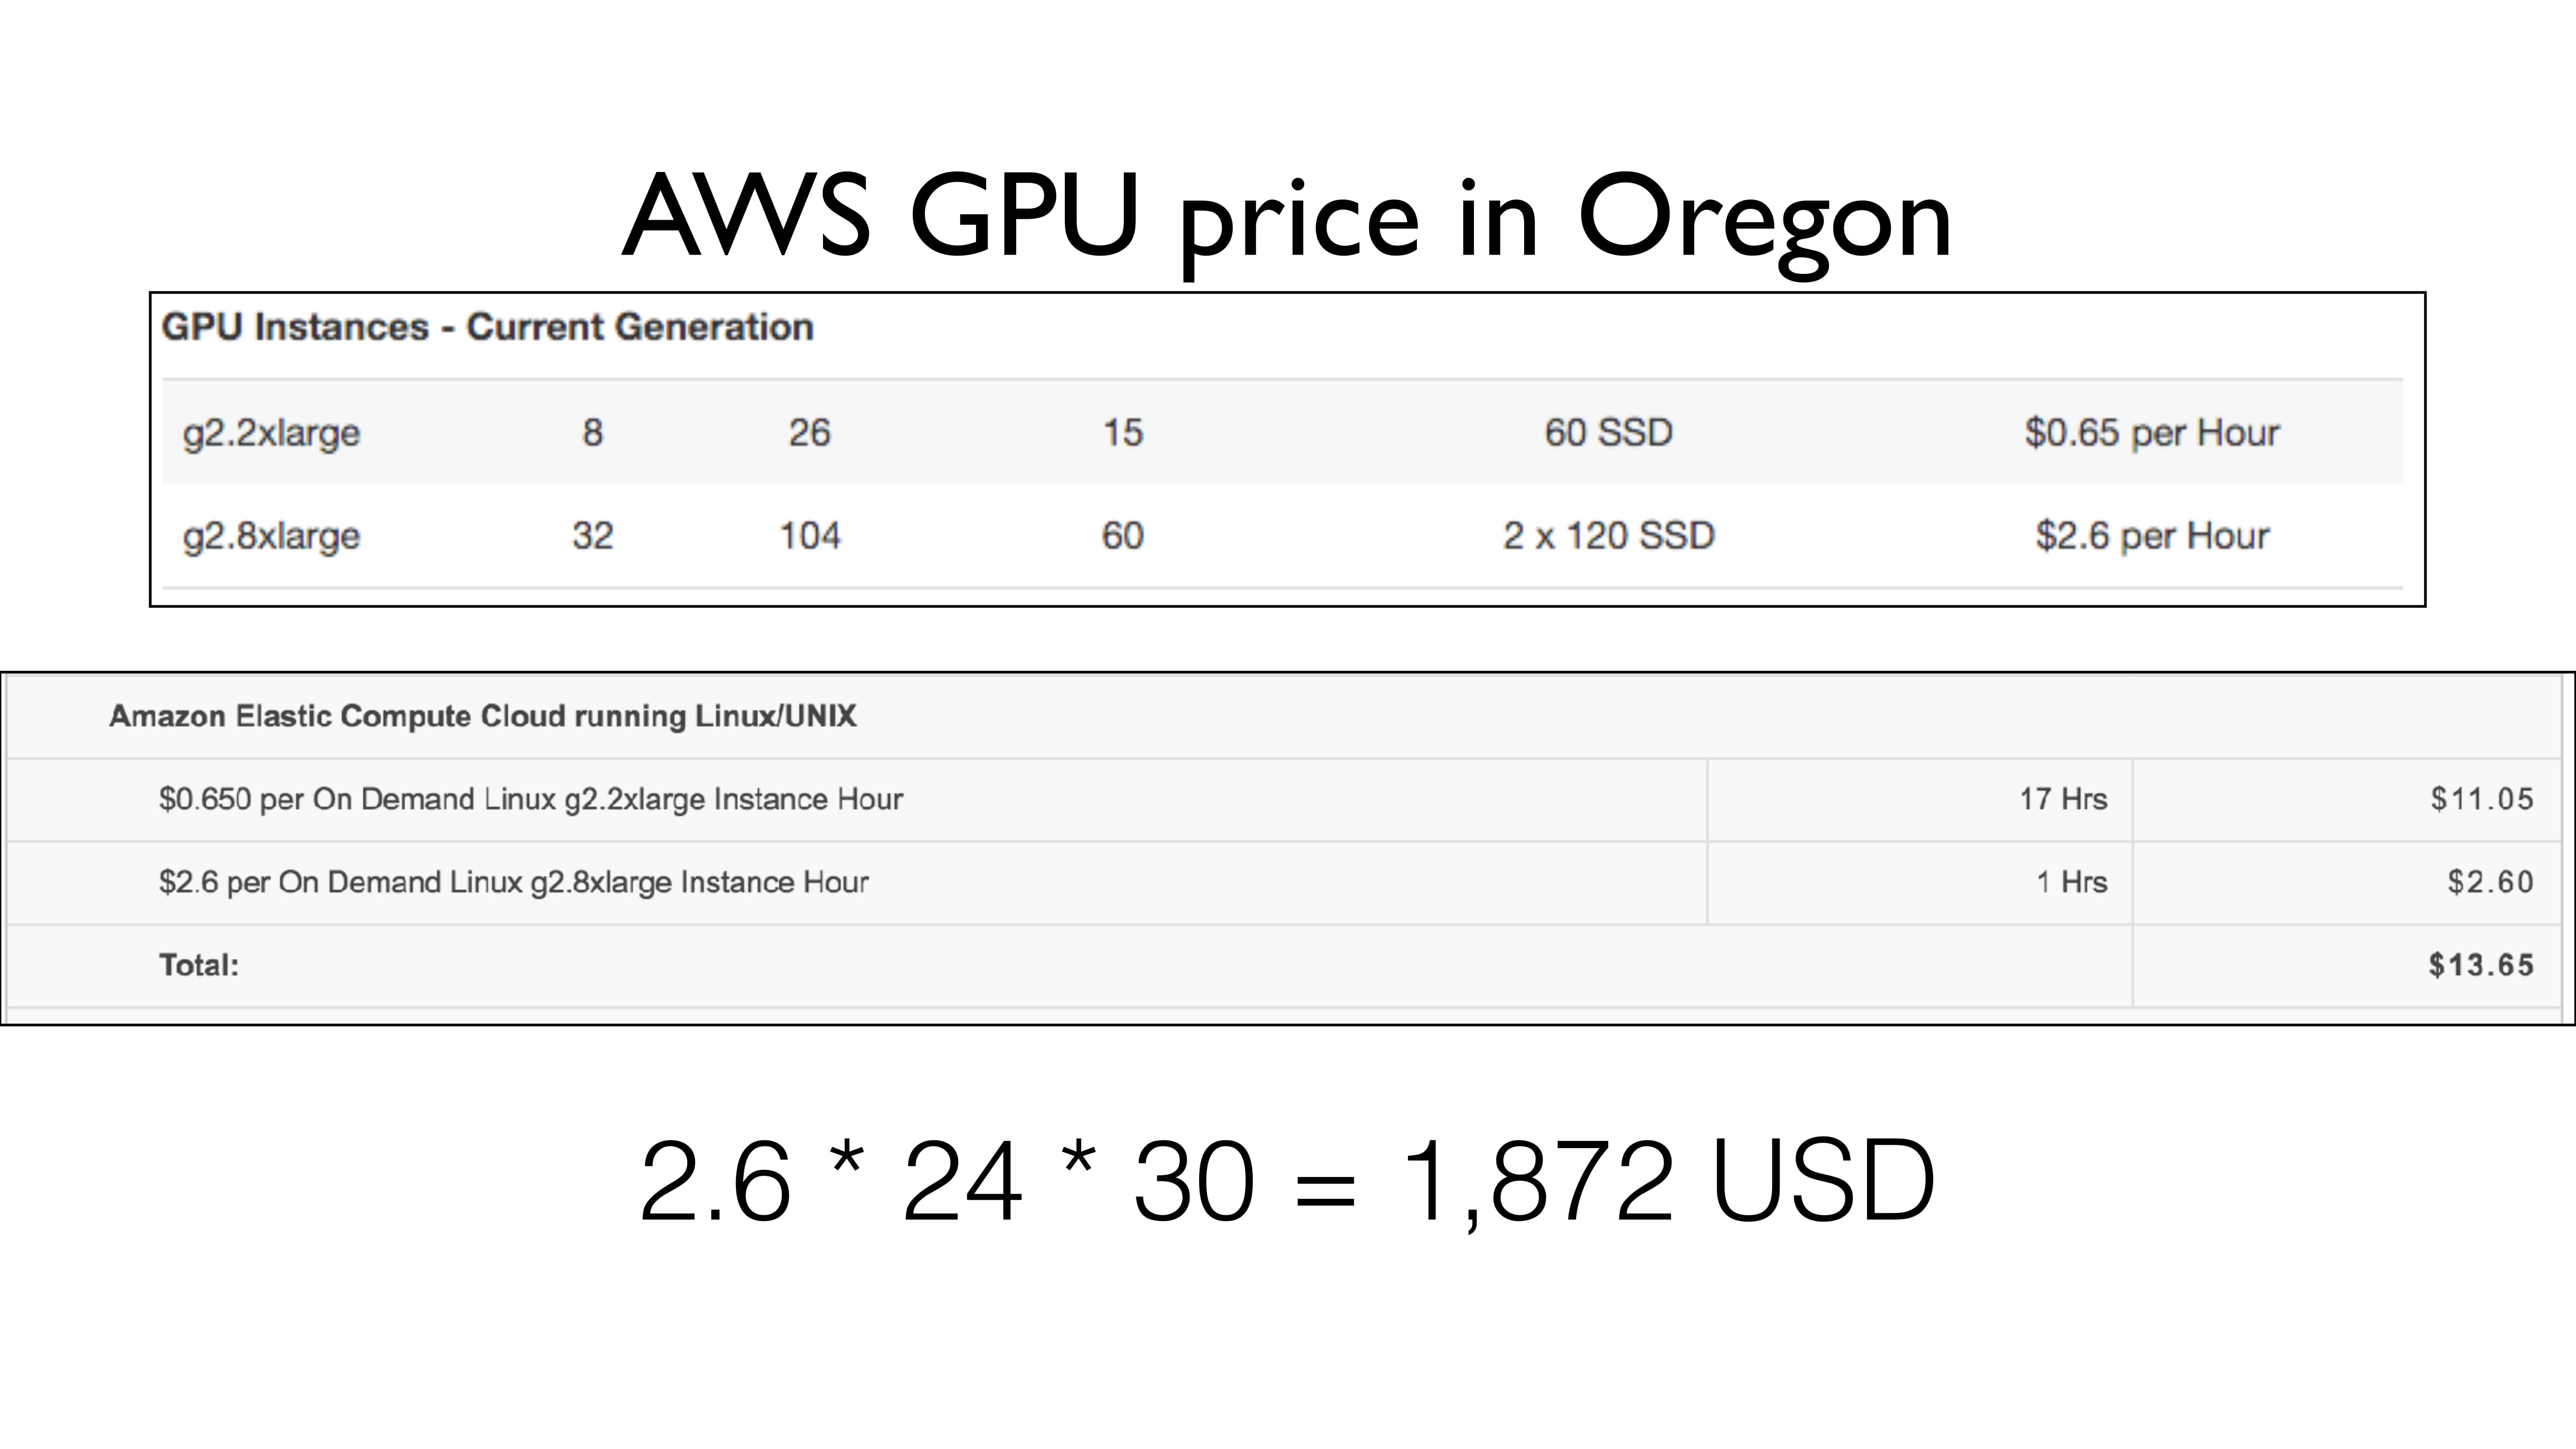 AWS GPU price in Oregon
GPU Instances - Current Generation
g2.2xlarge 8 26 15 60 SSD $0.65 per Hour
g2.8xlarge 32 104 60 2 x 120 SSD $2.6 per Hour
Amazon Elastic Compute Cloud running Linux/UNIX
$0.650 per On Demand Linux g2.2xlarge Instance Hour 17 Hrs $11.05
$2.6 per On Demand Linux g2.8xlarge Instance Hour 1 Hrs $2.60
Total: $13.65
2.6 * 24 * 30 = 1,872 USD